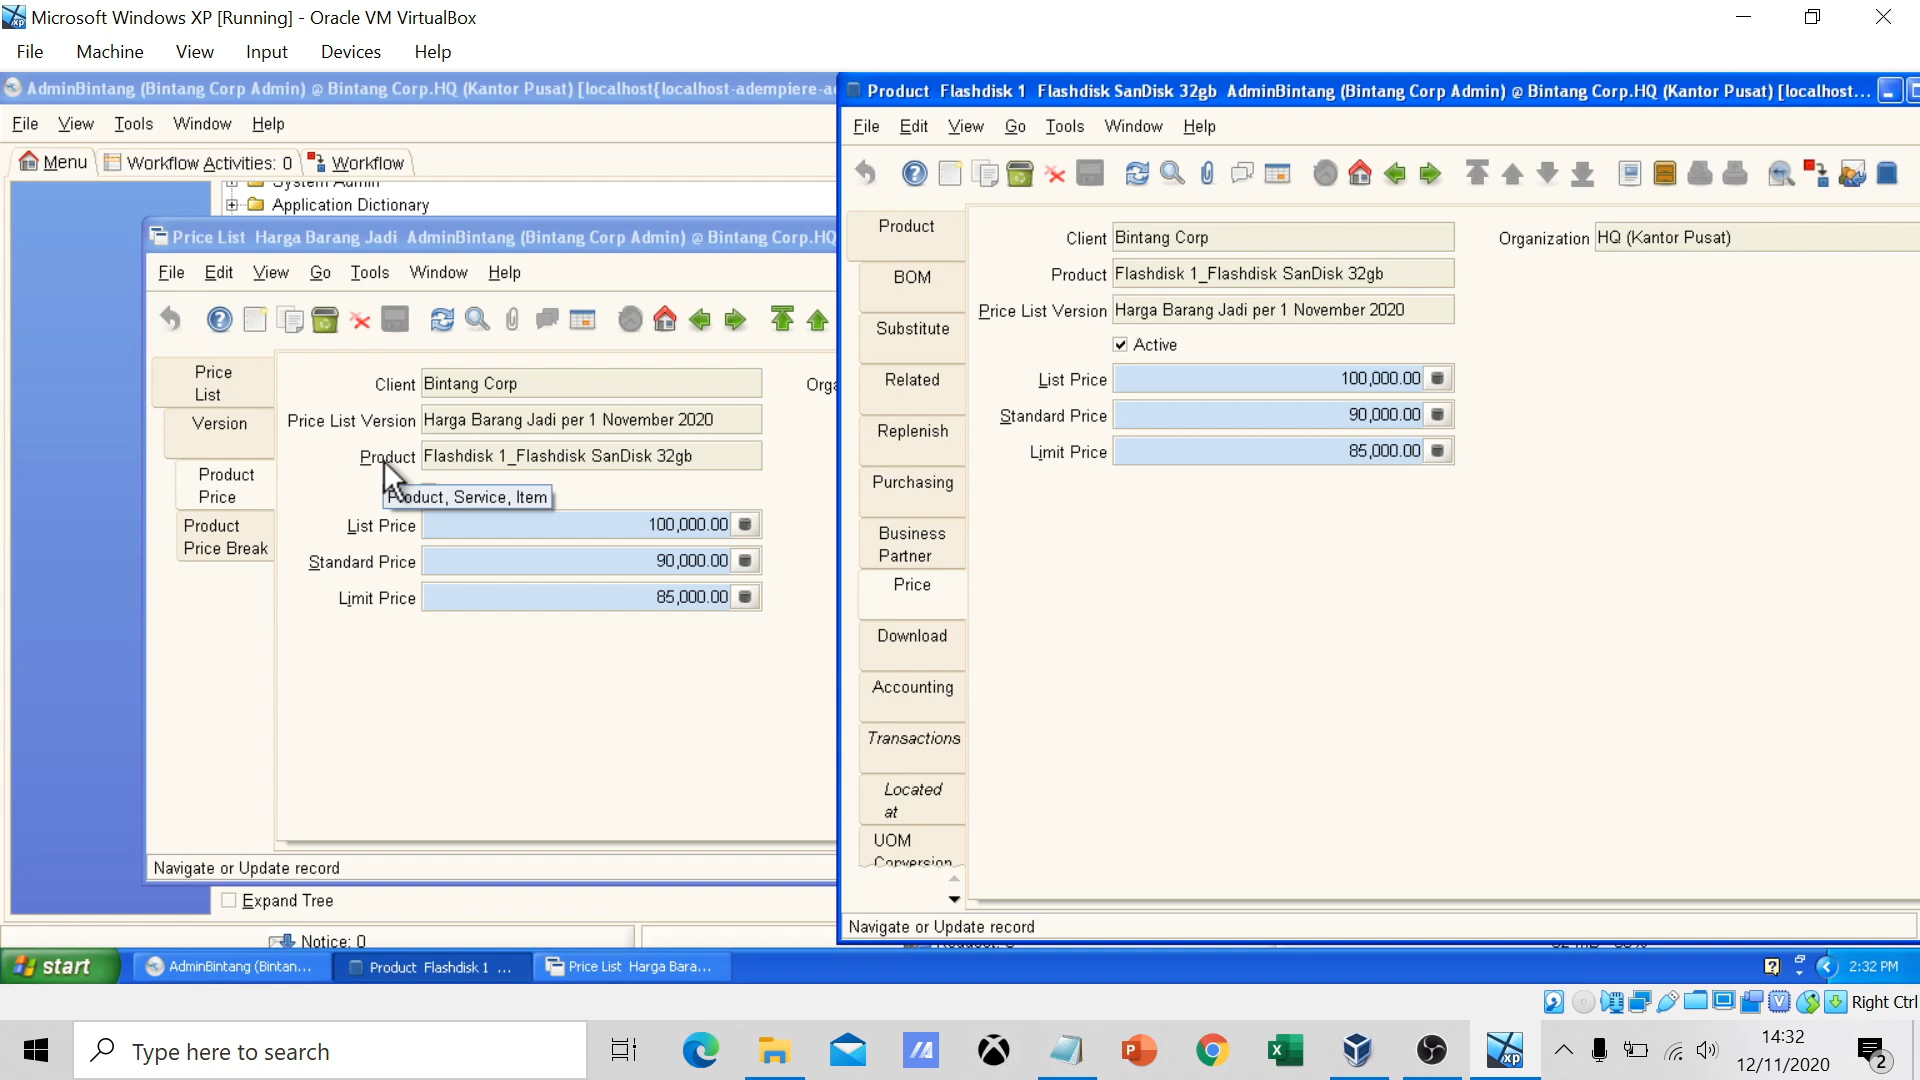 Microsoft Windows XP [Running] - Oracle VM VirtualBox
File Machine View Input Devices Help
AdminBintang (Bintang Corp Admin) @ Bintang Corp.HQ (Kantor Pusat) [localhost{localhost-adempiere-a
File View Tools Window Help
Menu Workflow Activities: 0 Workflow
System Admin
Application Dictionary
Price List Harga Barang Jadi AdminBintang (Bintang Corp Admin) @ Bintang Corp.HQ
File Edit View Go Tools Window Help
Price List
Version
Product Price
Product Price Break
Client Bintang Corp
Orga
Price List Version Harga Barang Jadi per 1 November 2020
Product Flashdisk 1_Flashdisk SanDisk 32gb
Product, Service, Item
List Price 100,000.00
Standard Price 90,000.00
Limit Price 85,000.00
Navigate or Update record
Expand Tree
Notice: 0
Product Flashdisk 1 Flashdisk SanDisk 32gb AdminBintang (Bintang Corp Admin) @ Bintang Corp.HQ (Kantor Pusat) [localhost...
File Edit View Go Tools Window Help
Product
BOM
Substitute
Related
Replenish
Purchasing
Business Partner
Price
Download
Accounting
Transactions
Located at
UOM Conversion
Client Bintang Corp
Organization HQ (Kantor Pusat)
Product Flashdisk 1_Flashdisk SanDisk 32gb
Price List Version Harga Barang Jadi per 1 November 2020
Active
List Price 100,000.00
Standard Price 90,000.00
Limit Price 85,000.00
Navigate or Update record
start AdminBintang (Bintan... Product Flashdisk 1 ... Price List Harga Bara... 2:32 PM
Right Ctrl
Type here to search
14:32
12/11/2020
2